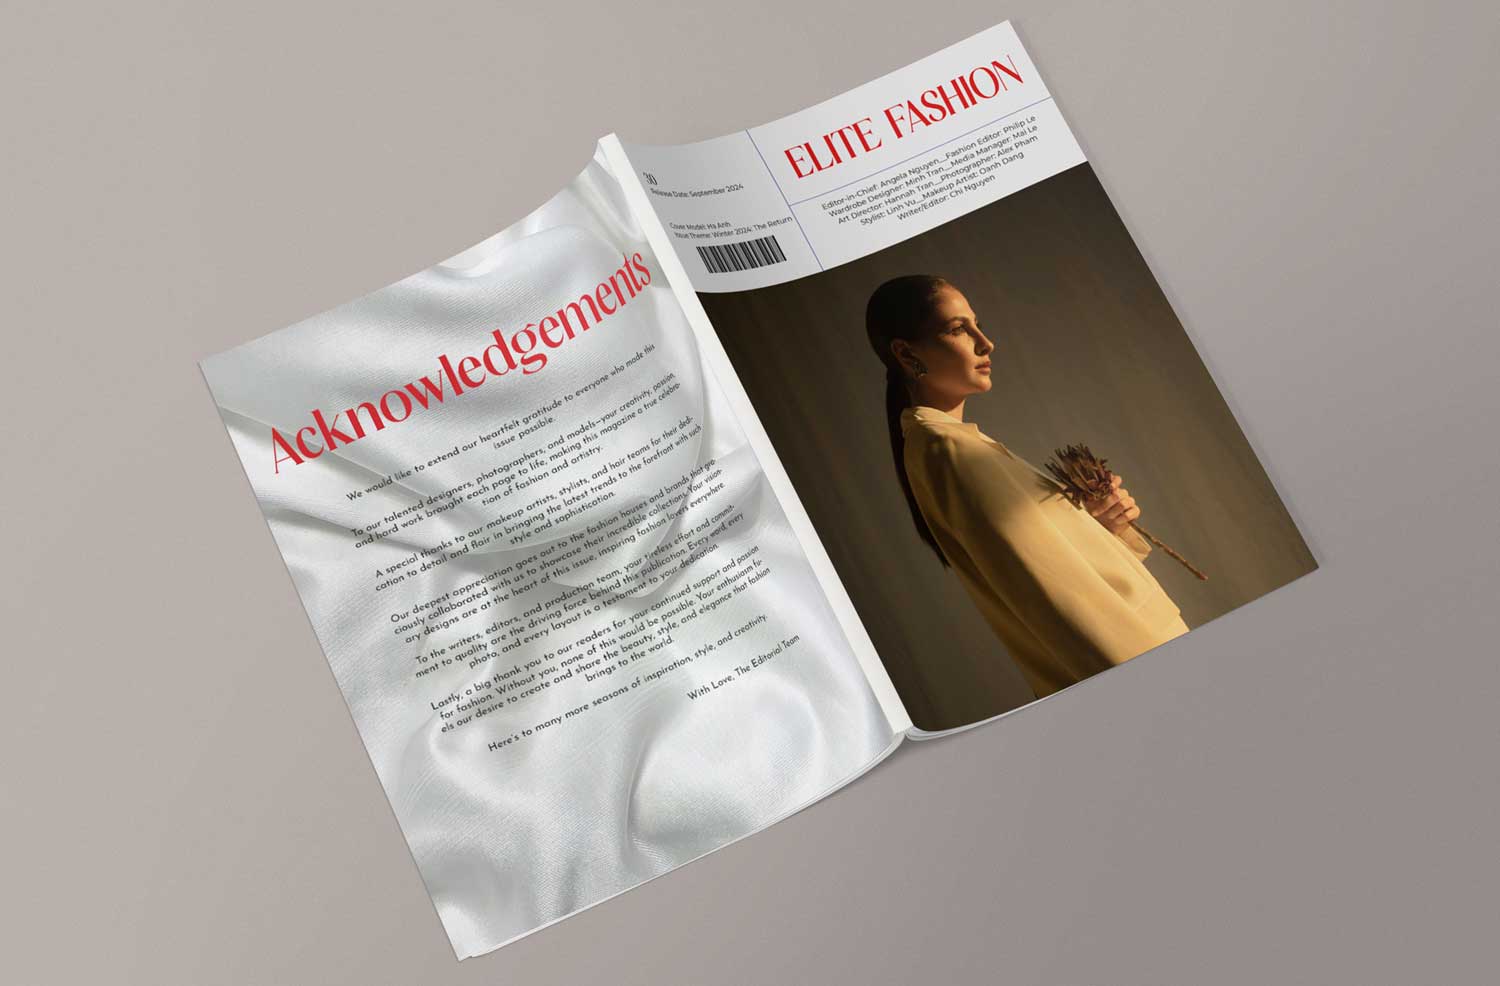 Acknowledgements
We would like to extend our heartfelt gratitude to everyone who made this
issue possible.
To our talented designers, photographers, and models—your creativity, passion,
and hard work brought each page to life, making this magazine a true celebra-
tion of fashion and artistry.
A special thanks to our makeup artists, stylists, and hair teams for their dedi-
cation to detail and flair in bringing the latest trends to the forefront with such
style and sophistication.
Our deepest appreciation goes out to the fashion houses and brands that gra-
ciously collaborated with us to showcase their incredible collections. Your vision-
ary designs are at the heart of this issue, inspiring fashion lovers everywhere.
To the writers, editors, and production team, your tireless effort and commit-
ment to quality are the driving force behind this publication. Every word, every
photo, and every layout is a testament to your dedication.
Lastly, a big thank you to our readers for your continued support and passion
for fashion. Without you, none of this would be possible. Your enthusiasm fu-
els our desire to create and share the beauty, style, and elegance that fashion
brings to the world.
Here's to many more seasons of inspiration, style, and creativity.
With Love, The Editorial Team
30
Release Date: September 2024
Cover Model: Ha Anh
Issue Theme: Winter 2024: The Return
ELITE FASHION
Editor-in-Chief: Angela Nguyen__Fashion Editor: Philip Le
Wardrobe Designer: Minh Tran__Media Manager: Mai Le
Art Director: Hannah Tran__Photographer: Alex Pham
Stylist: Linh Vu__Makeup Artist: Oanh Dang
Writer/Editor: Chi Nguyen